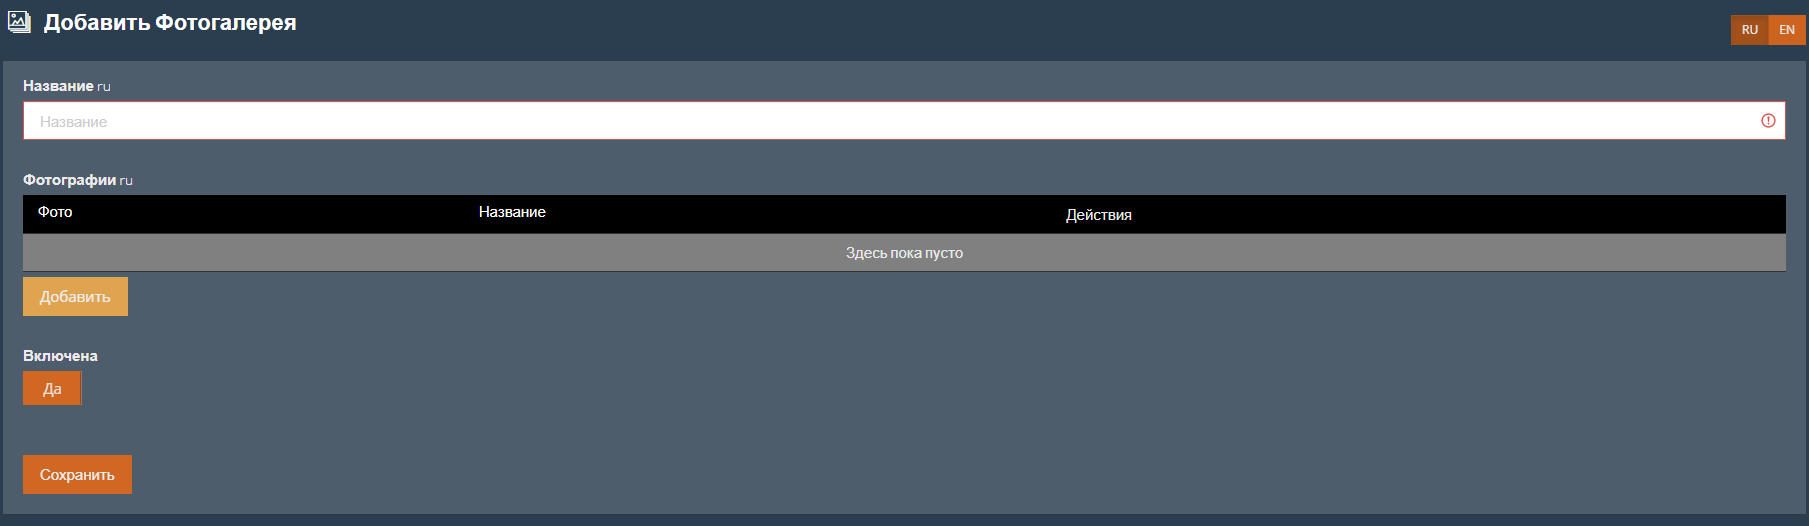 Добавить Фотогалерея
RU EN
Название ru
Название
Фотографии ru
Фото Название Действия
Здесь пока пусто
Добавить
Включена
Да
Сохранить